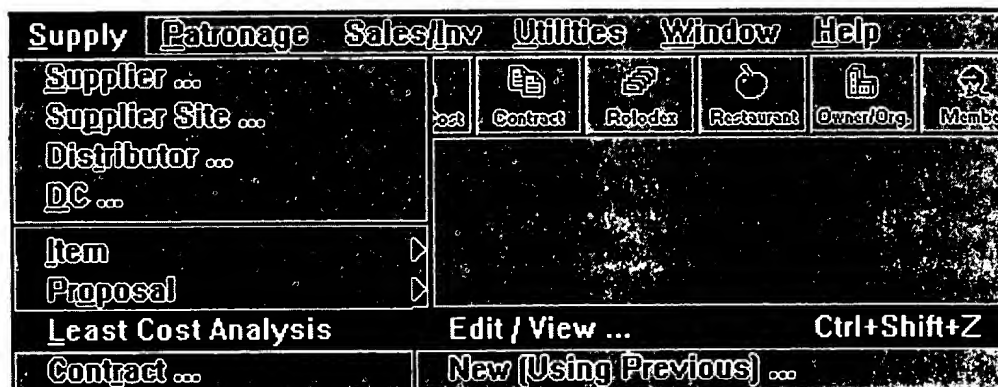 Supply Patronage Sales/Inv Utilities Window Help
Supplier ...
Supplier Site ...
Distributor ...
DC ...
Item
Proposal
Least Cost Analysis
Contract ...
Contract Rolodex Restaurant Owner/Org.
Edit / View ... Ctrl+Shift+Z
New (Using Previous) ...